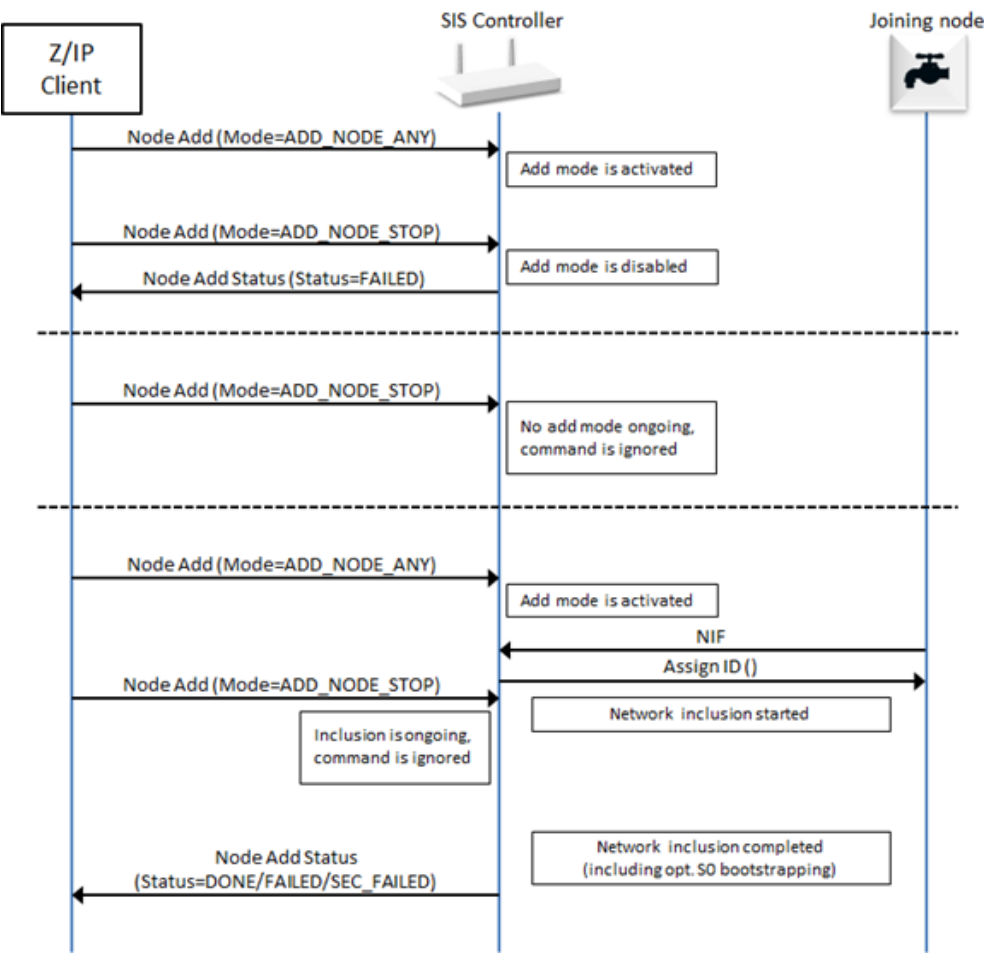 SIS Controller
Joining node
Z/IP
Client
Node Add (Mode=ADD_NODE_ANY)
Add mode is activated
Node Add (Mode=ADD_NODE_STOP)
Add mode is disabled
Node Add Status (Status=FAILED)
Node Add (Mode=ADD_NODE_STOP)
No add mode ongoing,
command is ignored
Node Add (Mode=ADD_NODE_ANY)
Add mode is activated
NIF
Assign ID ()
Node Add (Mode=ADD_NODE_STOP)
Network inclusion started
Inclusion is ongoing,
command is ignored
Network inclusion completed
(including opt. S0 bootstrapping)
Node Add Status
(Status=DONE/FAILED/SEC_FAILED)